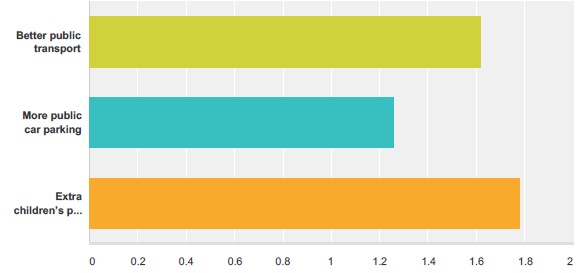 Better public
transport
More public
car parking
Extra
children's p...
0 0.2 0.4 0.6 0.8 1 1.2 1.4 1.6 1.8 2